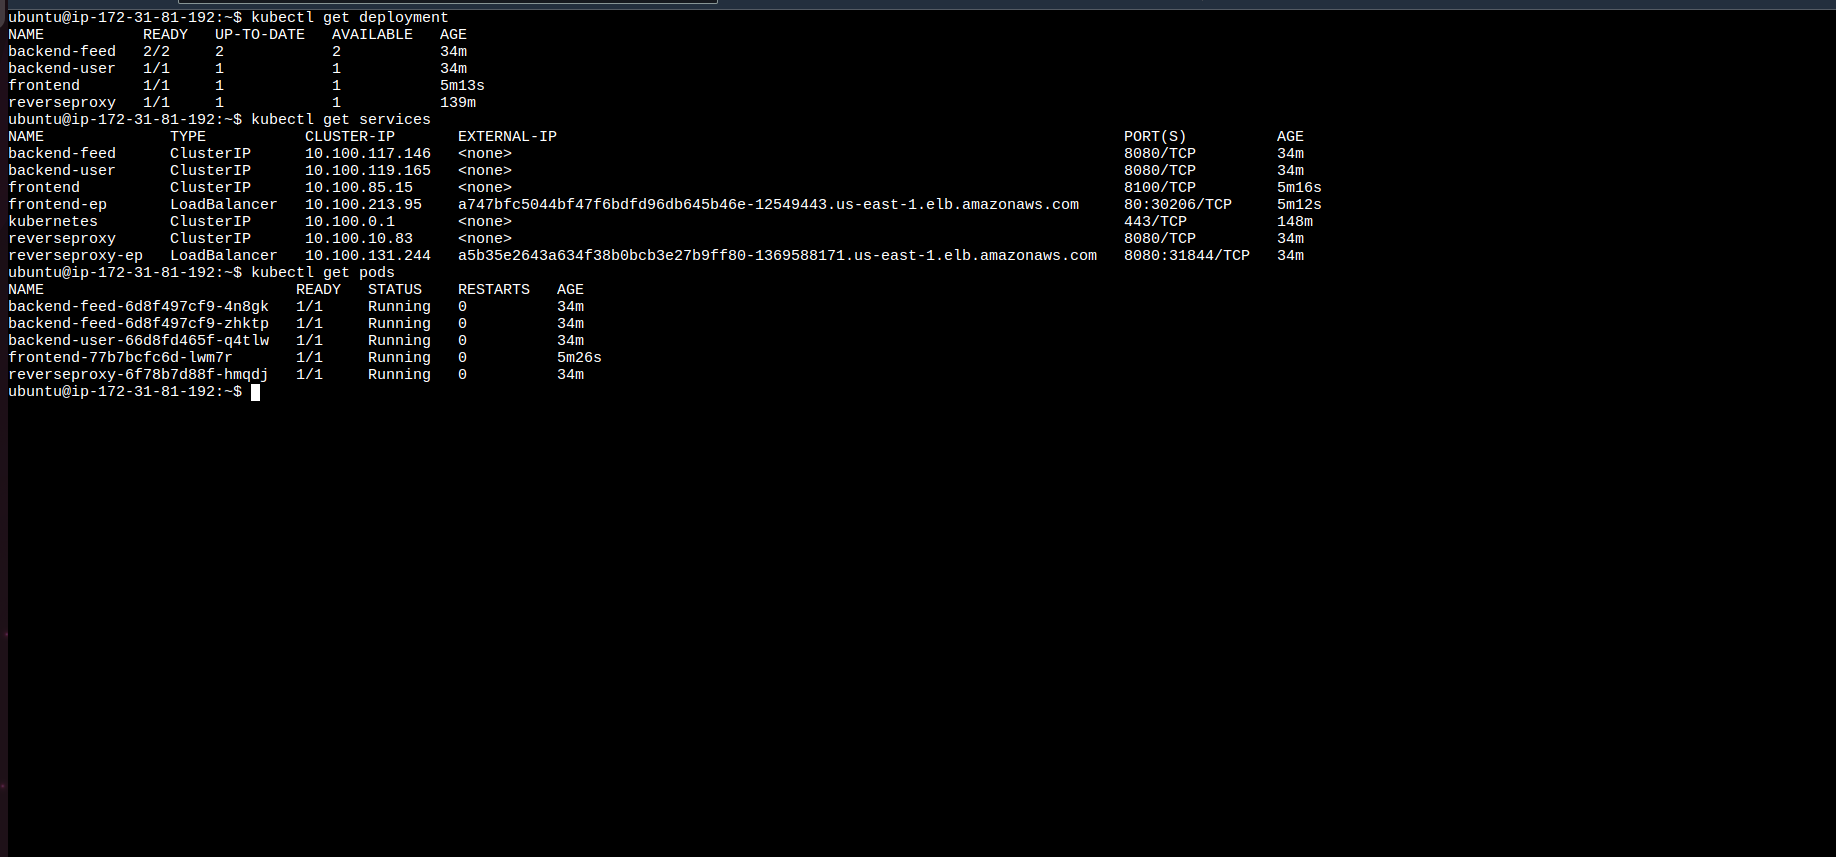 ubuntu@ip-172-31-81-192:~$ kubectl get deployment
NAME           READY   UP-TO-DATE   AVAILABLE   AGE
backend-feed   2/2     2            2           34m
backend-user   1/1     1            1           34m
frontend       1/1     1            1           5m13s
reverseproxy   1/1     1            1           139m
ubuntu@ip-172-31-81-192:~$ kubectl get services
NAME              TYPE           CLUSTER-IP       EXTERNAL-IP                                                               PORT(S)          AGE
backend-feed      ClusterIP      10.100.117.146   <none>                                                                    8080/TCP         34m
backend-user      ClusterIP      10.100.119.165   <none>                                                                    8080/TCP         34m
frontend          ClusterIP      10.100.85.15     <none>                                                                    8100/TCP         5m16s
frontend-ep       LoadBalancer   10.100.213.95    a747bfc5044bf47f6bdfd96db645b46e-12549443.us-east-1.elb.amazonaws.com     80:30206/TCP     5m12s
kubernetes        ClusterIP      10.100.0.1       <none>                                                                    443/TCP          148m
reverseproxy      ClusterIP      10.100.10.83     <none>                                                                    8080/TCP         34m
reverseproxy-ep   LoadBalancer   10.100.131.244   a5b35e2643a634f38b0bcb3e27b9ff80-1369588171.us-east-1.elb.amazonaws.com   8080:31844/TCP   34m
ubuntu@ip-172-31-81-192:~$ kubectl get pods
NAME                            READY   STATUS    RESTARTS   AGE
backend-feed-6d8f497cf9-4n8gk   1/1     Running   0          34m
backend-feed-6d8f497cf9-zhktp   1/1     Running   0          34m
backend-user-66d8fd465f-q4tlw   1/1     Running   0          34m
frontend-77b7bcfc6d-lwm7r       1/1     Running   0          5m26s
reverseproxy-6f78b7d88f-hmqdj   1/1     Running   0          34m
ubuntu@ip-172-31-81-192:~$